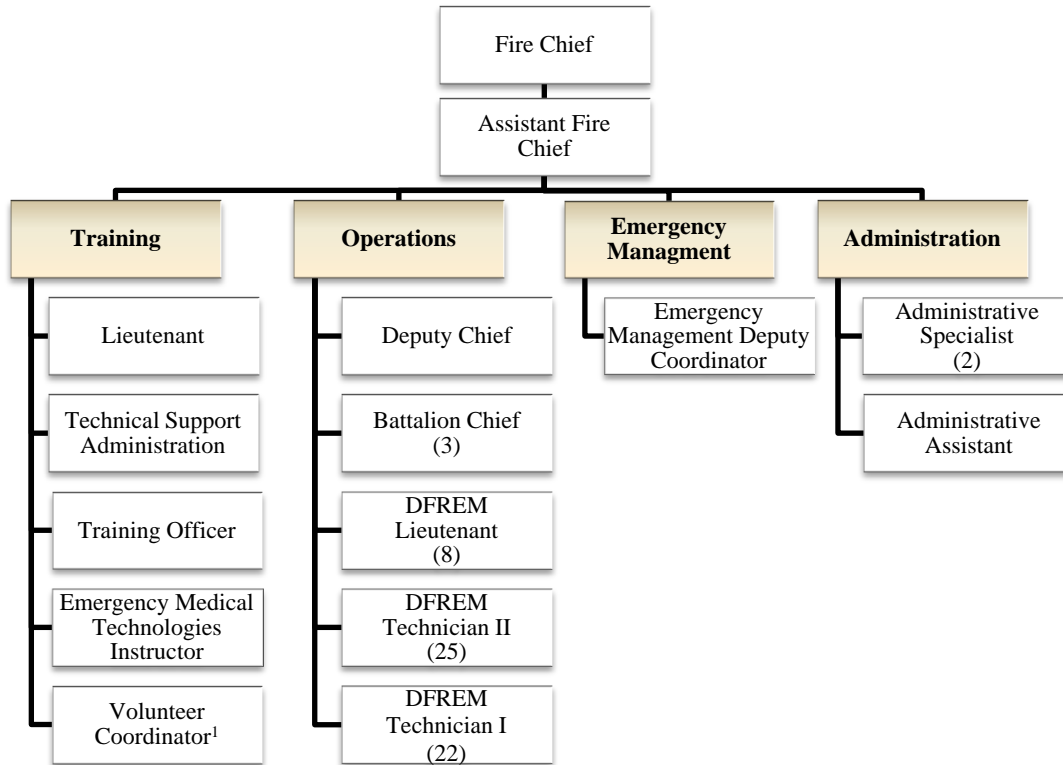 Fire Chief
Assistant Fire
Chief
Training
Lieutenant
Technical Support
Administration
Training Officer
Emergency Medical
Technologies
Instructor
Volunteer
Coordinator¹
Operations
Deputy Chief
Battalion Chief
(3)
DFREM
Lieutenant
(8)
DFREM
Technician II
(25)
DFREM
Technician I
(22)
Emergency
Managment
Emergency
Management Deputy
Coordinator
Administration
Administrative
Specialist
(2)
Administrative
Assistant